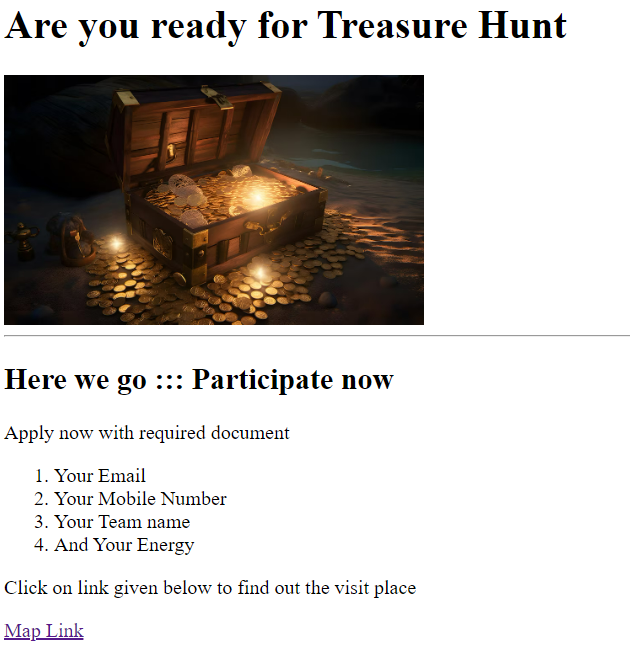 Are you ready for Treasure Hunt
Here we go ::: Participate now
Apply now with required document
1. Your Email
2. Your Mobile Number
3. Your Team name
4. And Your Energy
Click on link given below to find out the visit place
Map Link